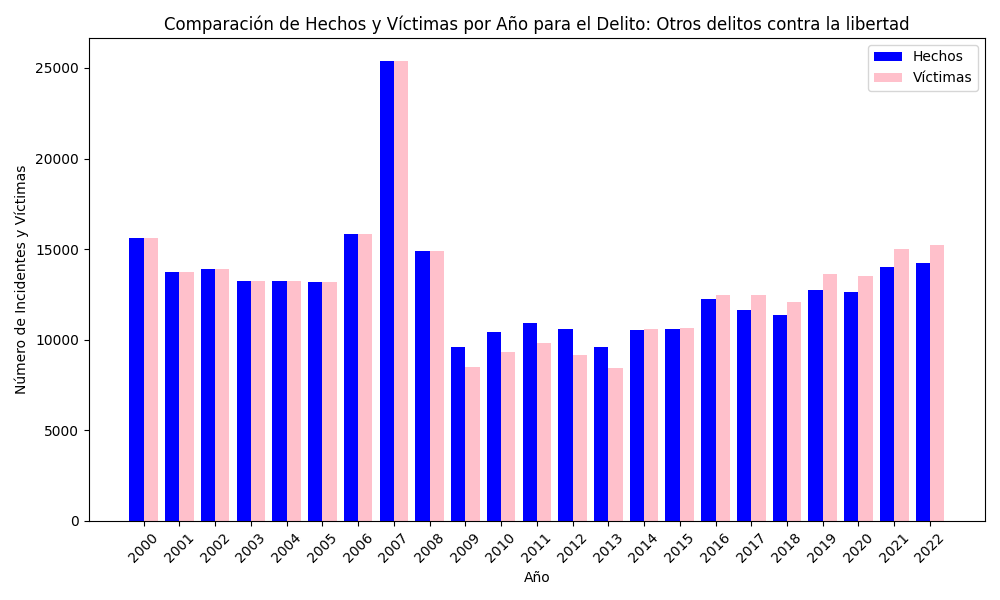 Comparación de Hechos y Víctimas por Año para el Delito: Otros delitos contra la libertad
Hechos
Víctimas
Número de Incidentes y Víctimas
25000
20000
15000
10000
5000
0
2000 2001 2002 2003 2004 2005 2006 2007 2008 2009 2010 2011 2012 2013 2014 2015 2016 2017 2018 2019 2020 2021 2022
Año